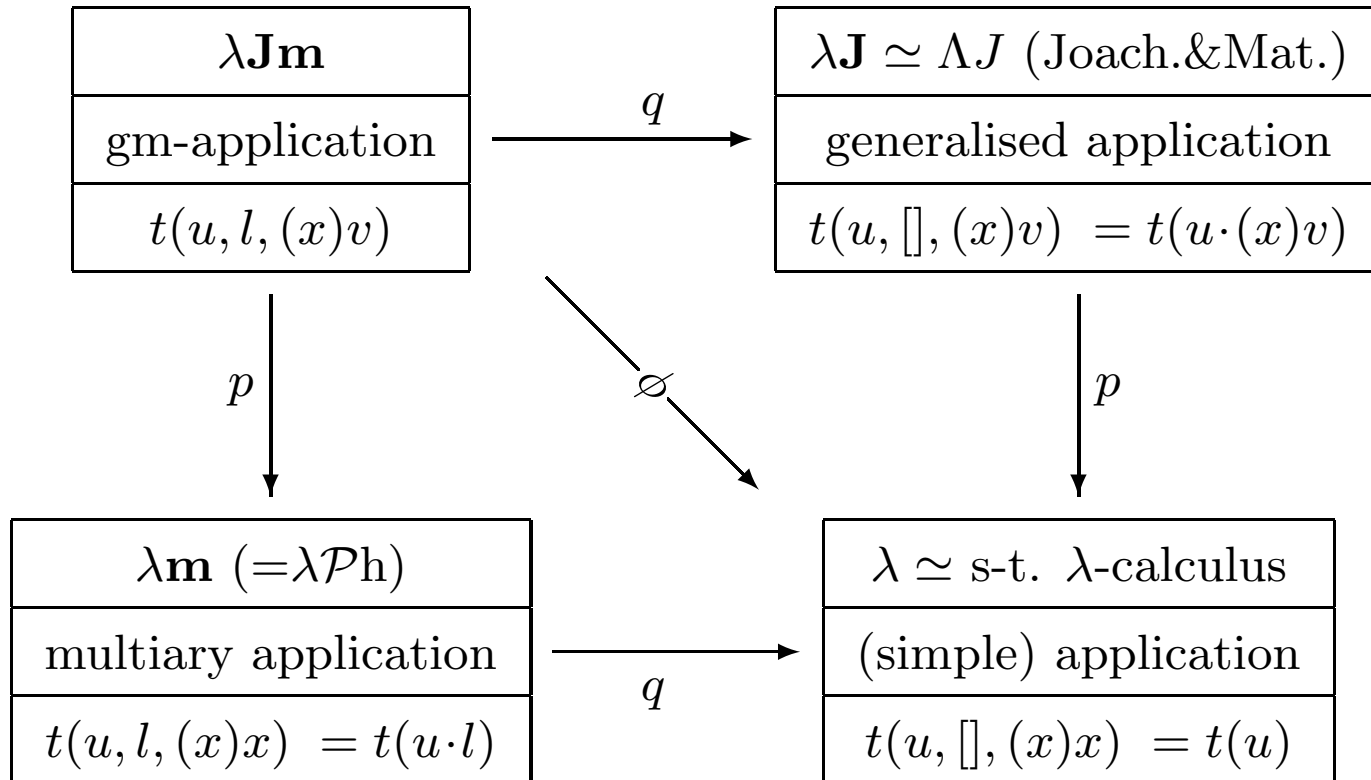 λJm
gm-application
t(u, l, (x)v)
q
λJ ≃ ΛJ (Joach.&Mat.)
generalised application
t(u, [], (x)v) = t(u·(x)v)
p
∅
p
λm (=λ𝒫h)
multiary application
t(u, l, (x)x) = t(u·l)
q
λ ≃ s-t. λ-calculus
(simple) application
t(u, [], (x)x) = t(u)